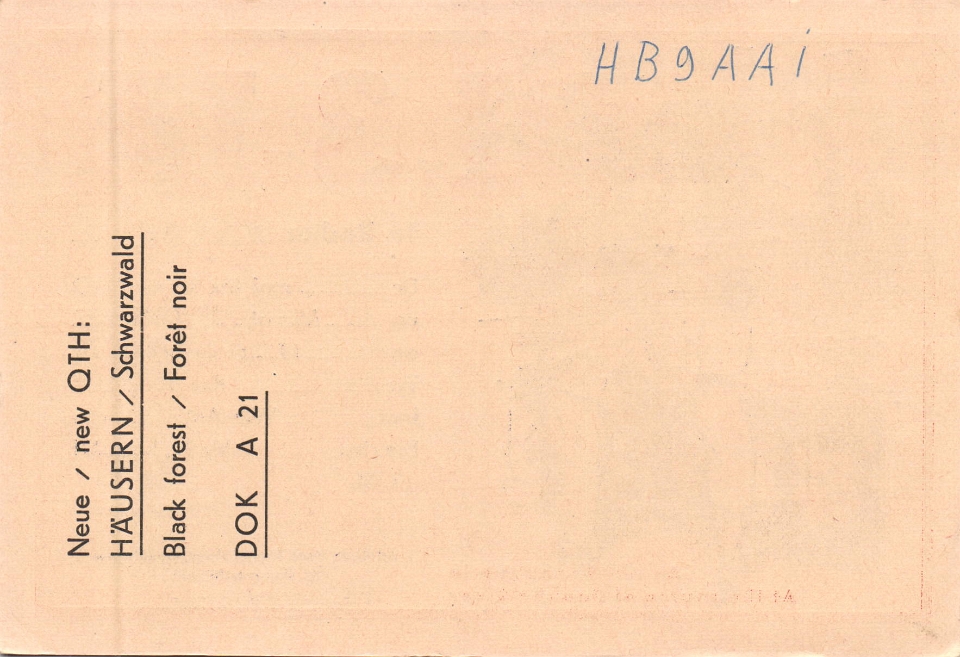 HB9AAi
Neue / new QTH:
HÄUSERN / Schwarzwald
Black forest / Forêt noir
DOK A 21